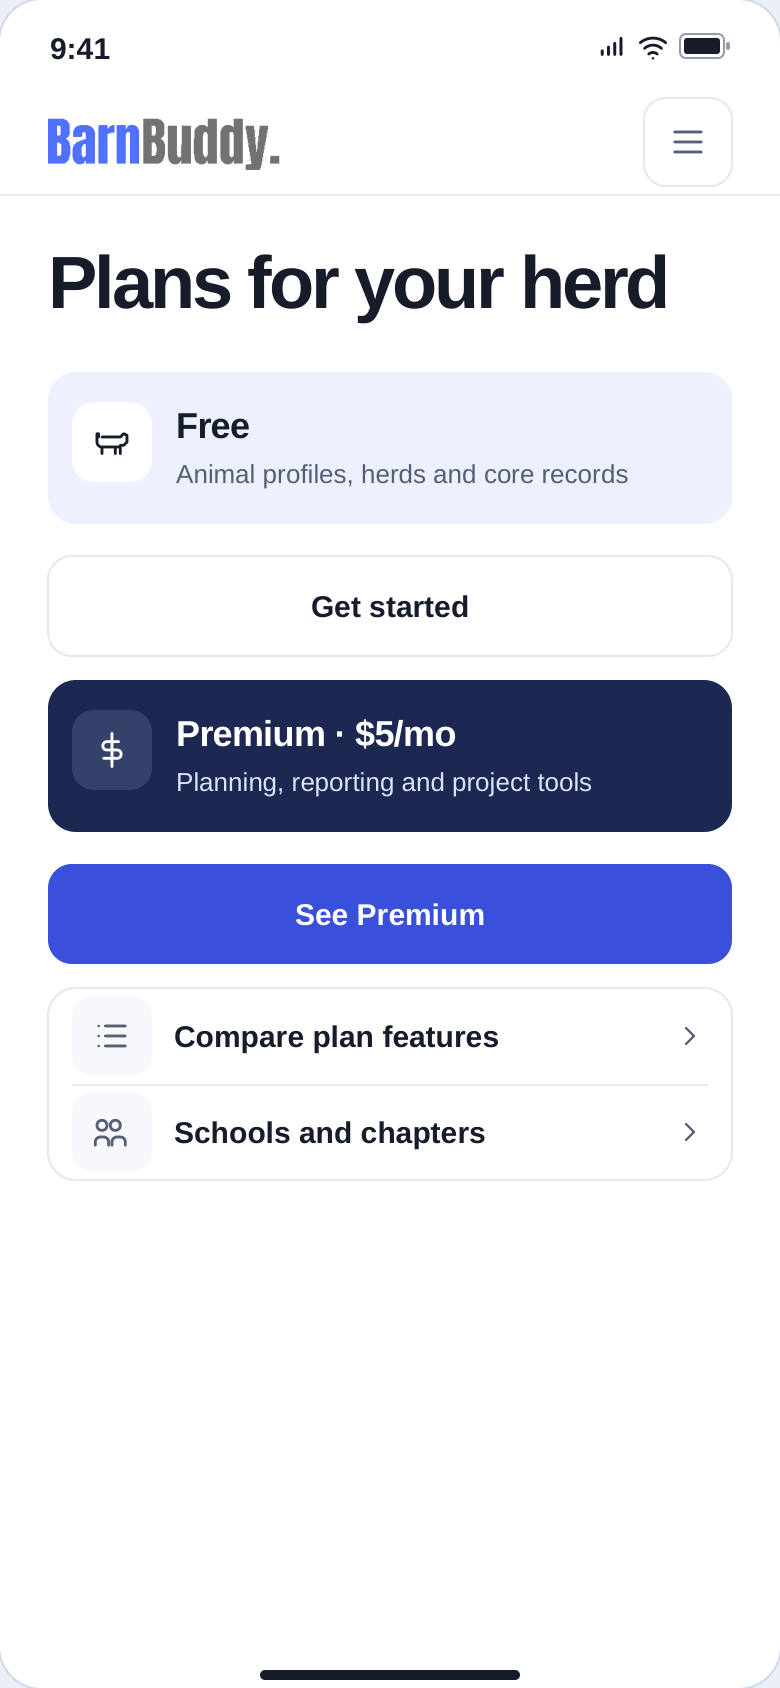 9:41
BarnBuddy.
Plans for your herd
Free
Animal profiles, herds and core records
Get started
Premium · $5/mo
Planning, reporting and project tools
See Premium
Compare plan features
Schools and chapters